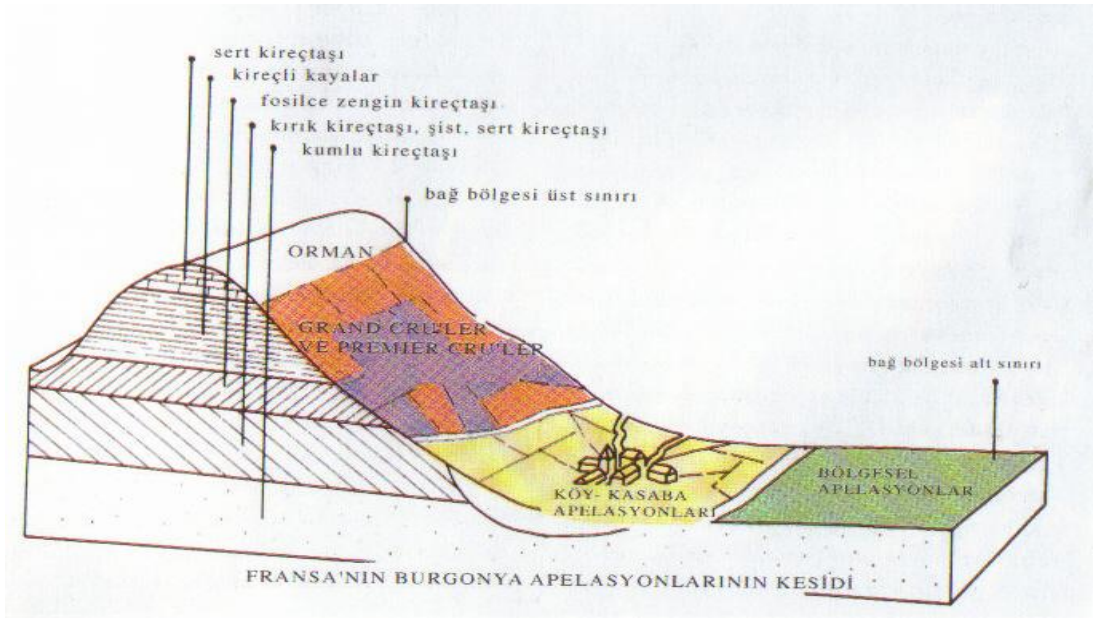 sert kireçtaşı
kireçli kayalar
fosilce zengin kireçtaşı
kırık kireçtaşı, şist, sert kireçtaşı
kumlu kireçtaşı
bağ bölgesi üst sınırı
ORMAN
GRAND CRU'LER
VE PREMIER CRU'LER
bağ bölgesi alt sınırı
BÖLGESEL
APELASYONLAR
KÖY- KASABA
APELASYONLARI
FRANSA'NIN BURGONYA APELASYONLARININ KESİDİ